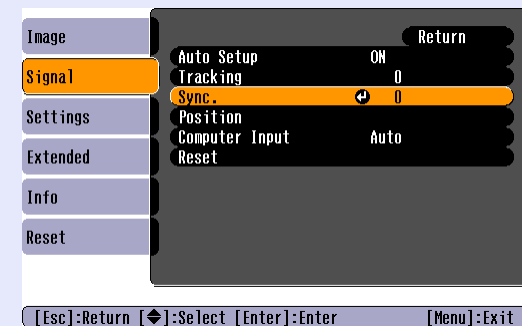 Image
Signal
Settings
Extended
Info
Reset
Return
Auto Setup ON
Tracking 0
Sync. 0
Position
Computer Input Auto
Reset
[Esc]:Return [◆]:Select [Enter]:Enter [Menu]:Exit